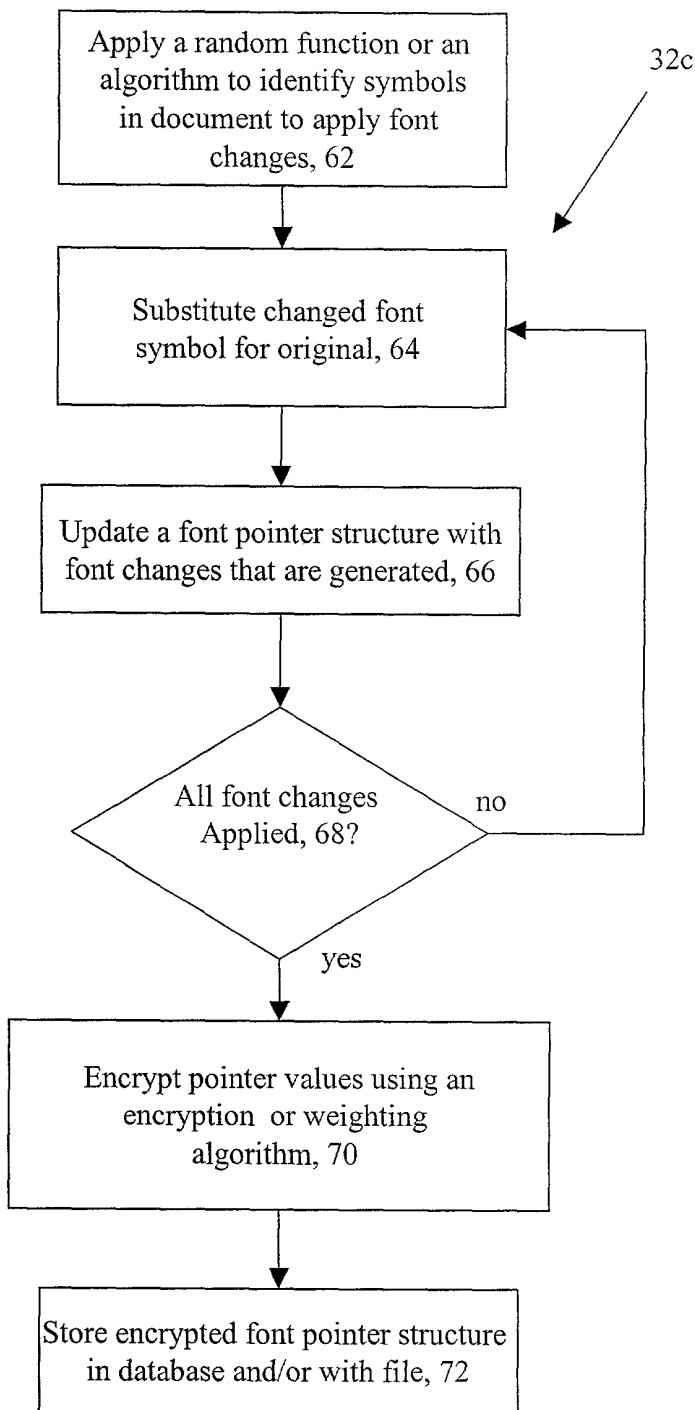 Apply a random function or an
algorithm to identify symbols
in document to apply font
changes, 62
32c
Substitute changed font
symbol for original, 64
Update a font pointer structure with
font changes that are generated, 66
All font changes
Applied, 68?
no
yes
Encrypt pointer values using an
encryption or weighting
algorithm, 70
Store encrypted font pointer structure
in database and/or with file, 72